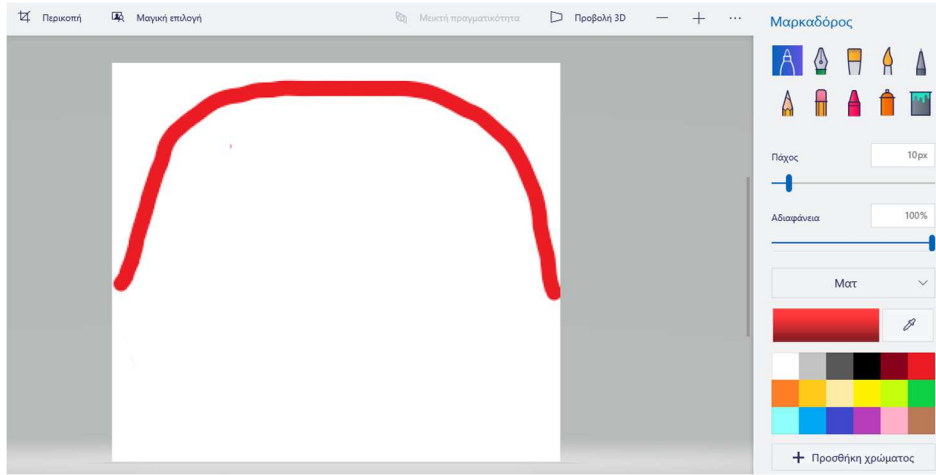 Περικοπή Μαγική επιλογή Μεικτή πραγματικότητα Προβολή 3D
Μαρκαδόρος
Πάχος 10px
Αδιαφάνεια 100%
Ματ
Προσθήκη χρώματος